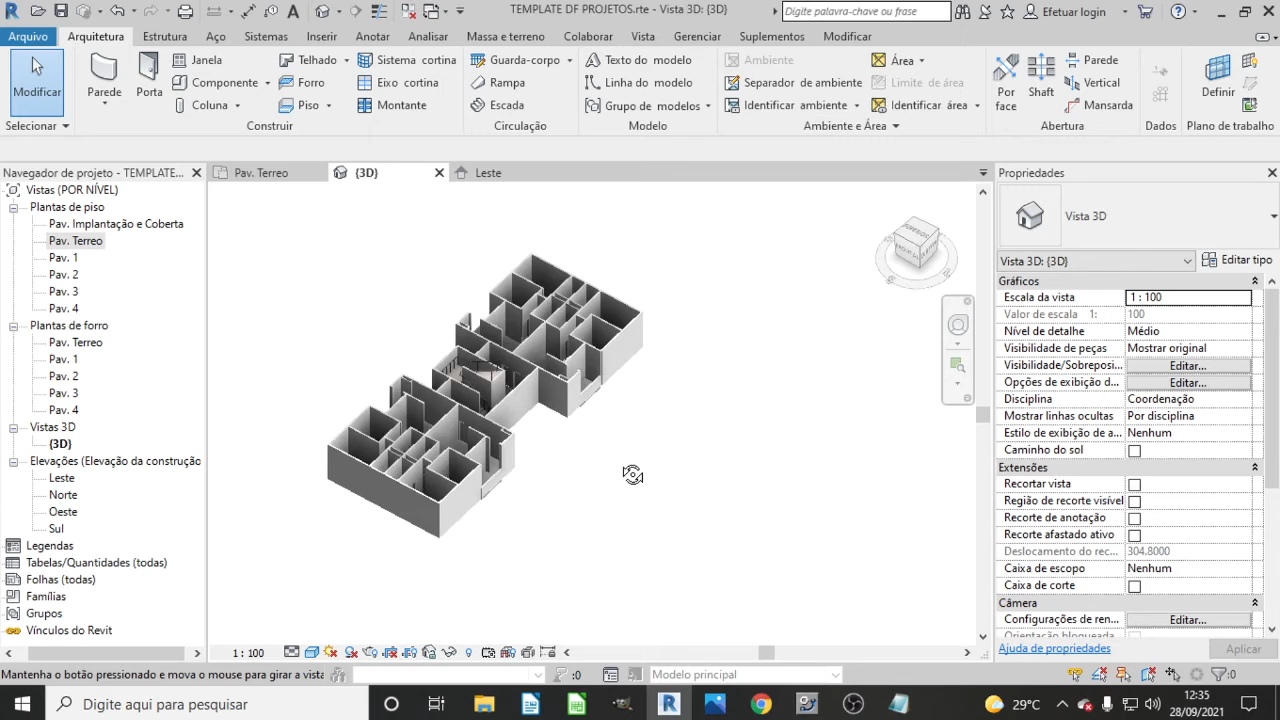 TEMPLATE DF PROJETOS.rte - Vista 3D: {3D}
Digite palavra-chave ou frase
Efetuar login
Arquivo Arquitetura Estrutura Aço Sistemas Inserir Anotar Analisar Massa e terreno Colaborar Vista Gerenciar Suplementos Modificar
Modificar
Selecionar
Parede
Porta
Janela
Componente
Coluna
Telhado
Forro
Piso
Sistema cortina
Eixo cortina
Montante
Construir
Guarda-corpo
Rampa
Escada
Circulação
Texto do modelo
Linha do modelo
Grupo de modelos
Modelo
Ambiente
Separador de ambiente
Identificar ambiente
Área
Limite de área
Identificar área
Ambiente e Área
Por face
Shaft
Parede
Vertical
Mansarda
Abertura
Dados
Definir
Plano de trabalho
Navegador de projeto - TEMPLATE...
Vistas (POR NÍVEL)
Plantas de piso
Pav. Implantação e Coberta
Pav. Terreo
Pav. 1
Pav. 2
Pav. 3
Pav. 4
Plantas de forro
Pav. Terreo
Pav. 1
Pav. 2
Pav. 3
Pav. 4
Vistas 3D
{3D}
Elevações (Elevação da construção
Leste
Norte
Oeste
Sul
Legendas
Tabelas/Quantidades (todas)
Folhas (todas)
Famílias
Grupos
Vínculos do Revit
Pav. Terreo
{3D}
Leste
Propriedades
Vista 3D
Vista 3D: {3D}
Editar tipo
Gráficos
Escala da vista 1 : 100
Valor de escala 1: 100
Nível de detalhe Médio
Visibilidade de peças Mostrar original
Visibilidade/Sobreposi... Editar...
Opções de exibição d... Editar...
Disciplina Coordenação
Mostrar linhas ocultas Por disciplina
Estilo de exibição de a... Nenhum
Caminho do sol
Extensões
Recortar vista
Região de recorte visível
Recorte de anotação
Recorte afastado ativo
Deslocamento do rec... 304.8000
Caixa de escopo Nenhum
Caixa de corte
Câmera
Configurações de ren... Editar...
Orientação bloqueada
Ajuda de propriedades
Aplicar
1 : 100
Mantenha o botão pressionado e mova o mouse para girar a vista
:0
Modelo principal
:0
Digite aqui para pesquisar
29°C
12:35
28/09/2021